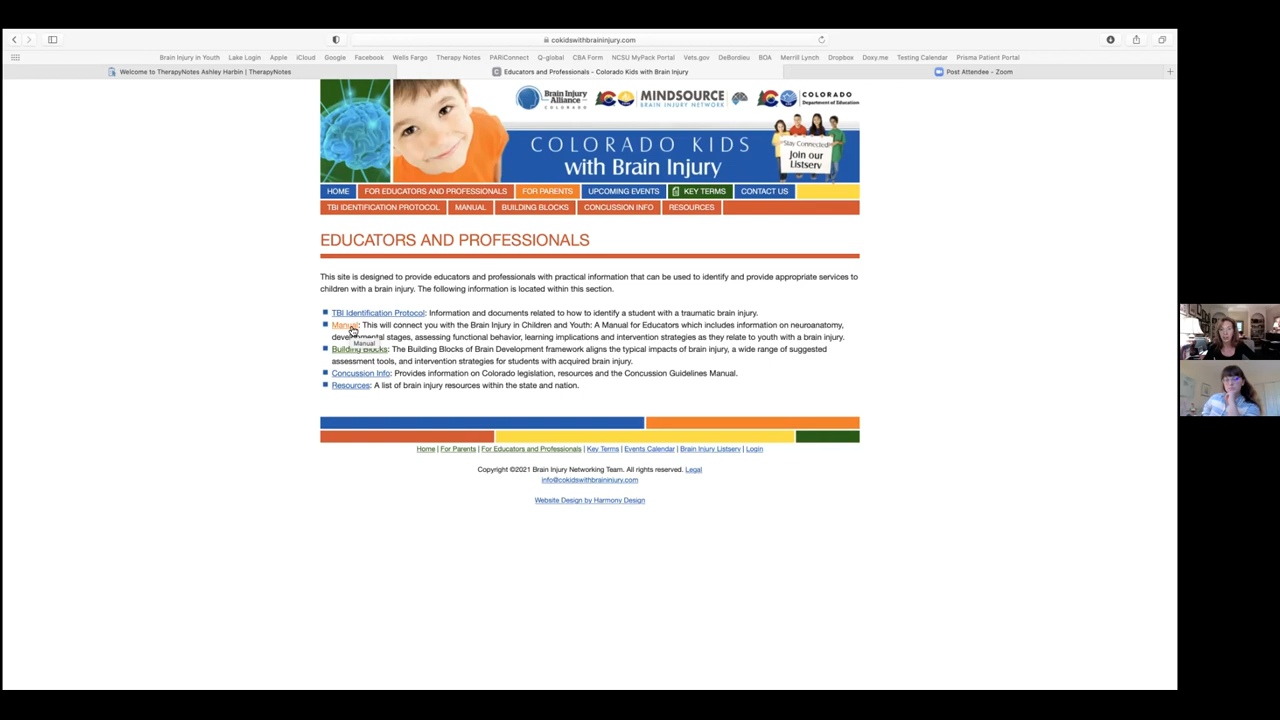 cokidswithbraininjury.com
Brain Injury in Youth Lake Login Apple iCloud Google Facebook Wells Fargo Therapy Notes PARiConnect Q-global CBA Form NCSU MyPack Portal Vets.gov DeBordieu BOA Merrill Lynch Dropbox Doxy.me Testing Calendar Prisma Patient Portal
Welcome to TherapyNotes Ashley Harbin | TherapyNotes
Educators and Professionals - Colorado Kids with Brain Injury
Post Attendee - Zoom
Brain Injury Alliance COLORADO
MINDSOURCE
BRAIN INJURY NETWORK
COLORADO
Department of Education
COLORADO KIDS
with Brain Injury
Stay Connected!
Join our
Listserv
HOME FOR EDUCATORS AND PROFESSIONALS FOR PARENTS UPCOMING EVENTS KEY TERMS CONTACT US
TBI IDENTIFICATION PROTOCOL MANUAL BUILDING BLOCKS CONCUSSION INFO RESOURCES
EDUCATORS AND PROFESSIONALS
This site is designed to provide educators and professionals with practical information that can be used to identify and provide appropriate services to
children with a brain injury. The following information is located within this section.
TBI Identification Protocol: Information and documents related to how to identify a student with a traumatic brain injury.
Manual: This will connect you with the Brain Injury in Children and Youth: A Manual for Educators which includes information on neuroanatomy,
developmental stages, assessing functional behavior, learning implications and intervention strategies as they relate to youth with a brain injury.
Manual
Building Blocks: The Building Blocks of Brain Development framework aligns the typical impacts of brain injury, a wide range of suggested
assessment tools, and intervention strategies for students with acquired brain injury.
Concussion Info: Provides information on Colorado legislation, resources and the Concussion Guidelines Manual.
Resources: A list of brain injury resources within the state and nation.
Home | For Parents | For Educators and Professionals | Key Terms | Events Calendar | Brain Injury Listserv | Login
Copyright ©2021 Brain Injury Networking Team. All rights reserved. Legal
info@cokidswithbraininjury.com
Website Design by Harmony Design